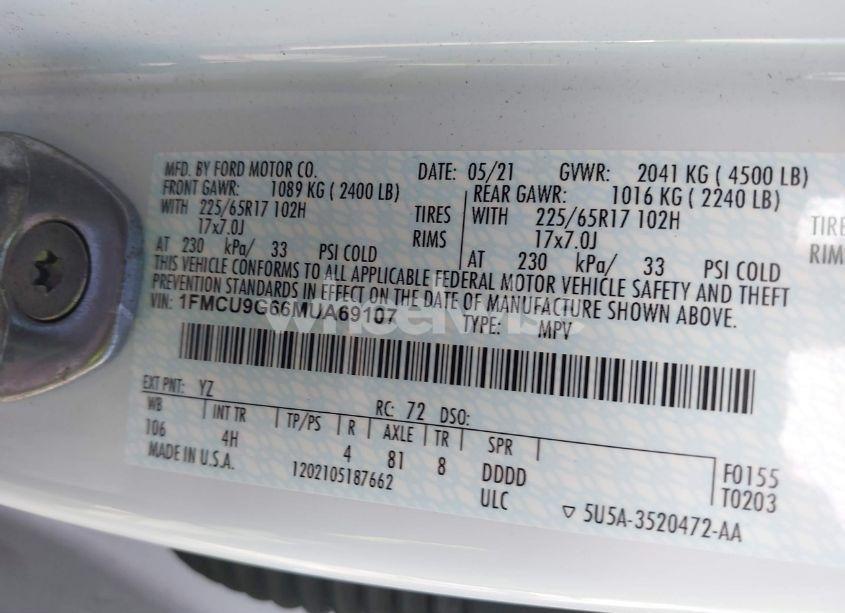 MFD. BY FORD MOTOR CO. DATE: 05/21 GVWR: 2041 KG ( 4500 LB)
FRONT GAWR: 1089 KG ( 2400 LB) REAR GAWR: 1016 KG ( 2240 LB)
WITH 225/65R17 102H TIRES WITH 225/65R17 102H TIRE
17x7.0J RIMS 17x7.0J RIM
AT 230 kPa/ 33 PSI COLD AT 230 kPa/ 33 PSI COLD
THIS VEHICLE CONFORMS TO ALL APPLICABLE FEDERAL MOTOR VEHICLE SAFETY AND THEFT
PREVENTION STANDARDS IN EFFECT ON THE DATE OF MANUFACTURE SHOWN ABOVE.
VIN: 1FMCU9G66MUA69107 TYPE: MPV
EXT PNT: YZ RC: 72 DSO:
WB INT TR TP/PS R AXLE TR SPR
106 4H 4 81 8 DDDD F0155
MADE IN U.S.A. 1202105187662 ULC T0203
▽ 5U5A-3520472-AA